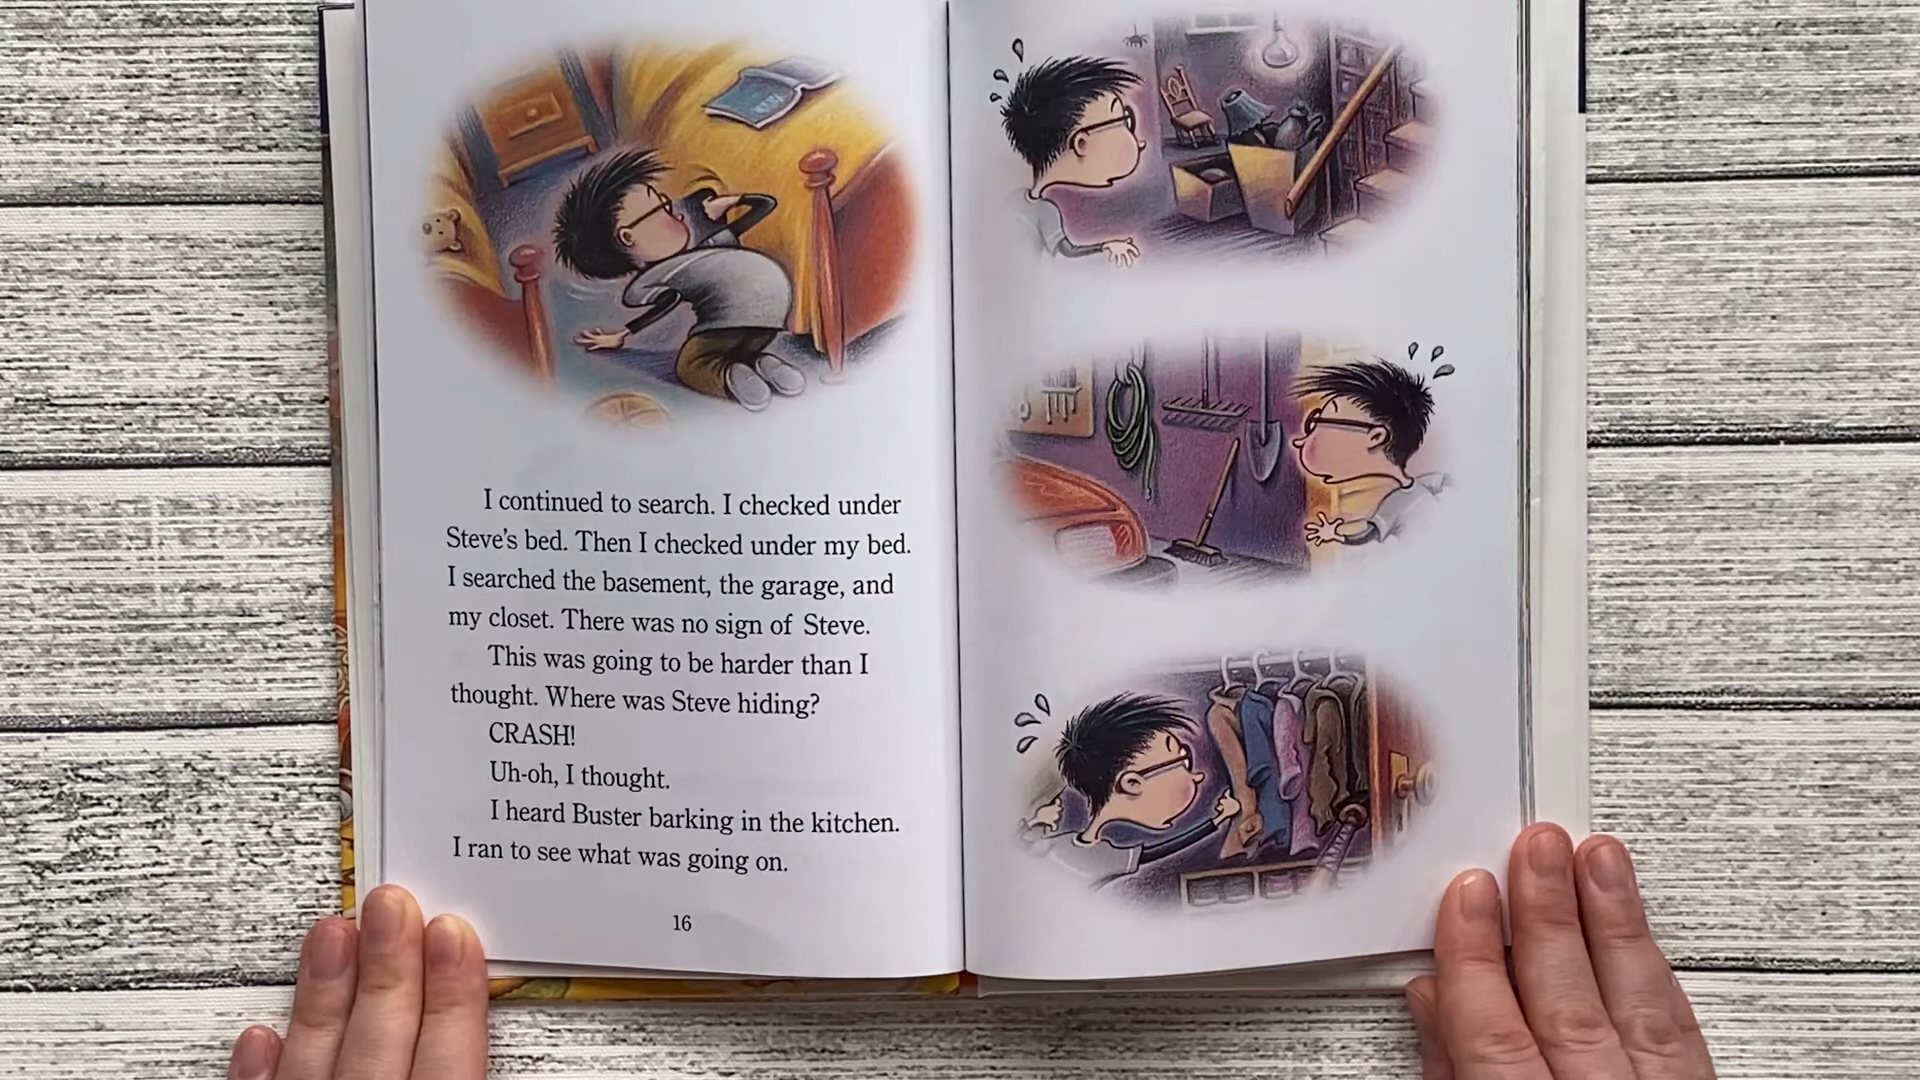 I continued to search. I checked under
Steve's bed. Then I checked under my bed.
I searched the basement, the garage, and
my closet. There was no sign of Steve.
This was going to be harder than I
thought. Where was Steve hiding?
CRASH!
Uh-oh, I thought.
I heard Buster barking in the kitchen.
I ran to see what was going on.
16